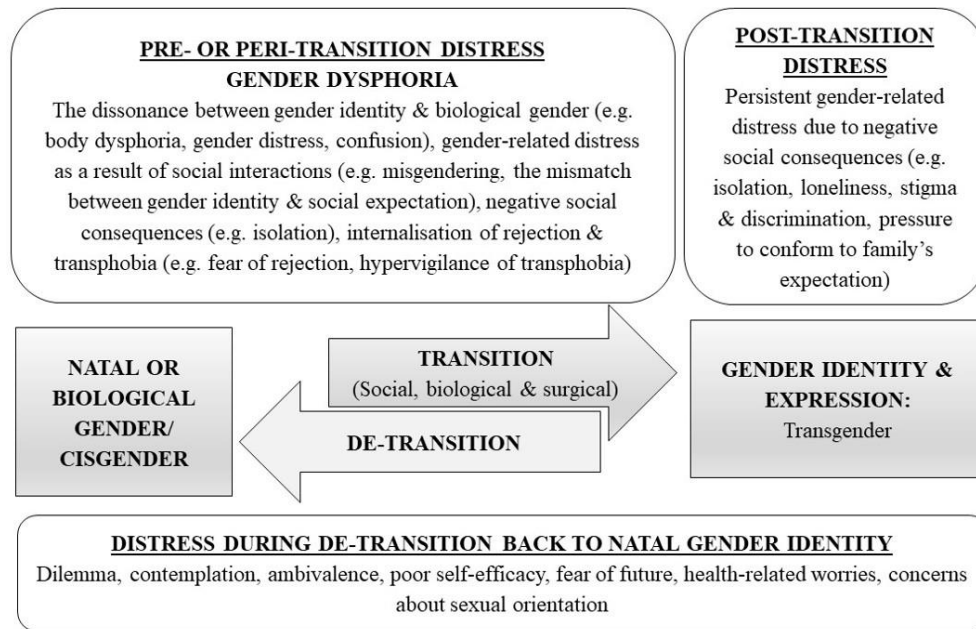 PRE- OR PERI-TRANSITION DISTRESS
GENDER DYSPHORIA
The dissonance between gender identity & biological gender (e.g.
body dysphoria, gender distress, confusion), gender-related distress
as a result of social interactions (e.g. misgendering, the mismatch
between gender identity & social expectation), negative social
consequences (e.g. isolation), internalisation of rejection &
transphobia (e.g. fear of rejection, hypervigilance of transphobia)
POST-TRANSITION
DISTRESS
Persistent gender-related
distress due to negative
social consequences (e.g.
isolation, loneliness, stigma
& discrimination, pressure
to conform to family’s
expectation)
NATAL OR
BIOLOGICAL
GENDER/
CISGENDER
TRANSITION
(Social, biological & surgical)
DE-TRANSITION
GENDER IDENTITY &
EXPRESSION:
Transgender
DISTRESS DURING DE-TRANSITION BACK TO NATAL GENDER IDENTITY
Dilemma, contemplation, ambivalence, poor self-efficacy, fear of future, health-related worries, concerns
about sexual orientation